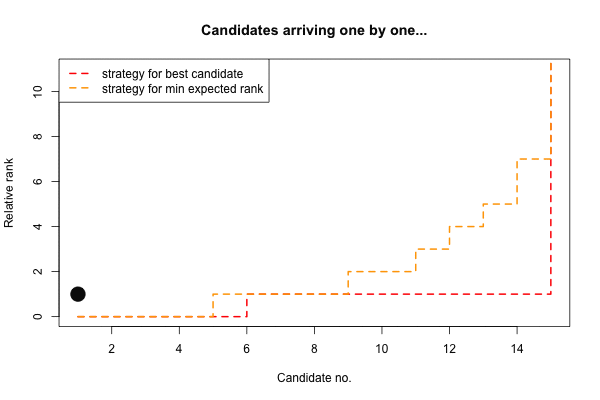 Candidates arriving one by one...
strategy for best candidate
strategy for min expected rank
Relative rank
10
8
6
4
2
0
2 4 6 8 10 12 14
Candidate no.